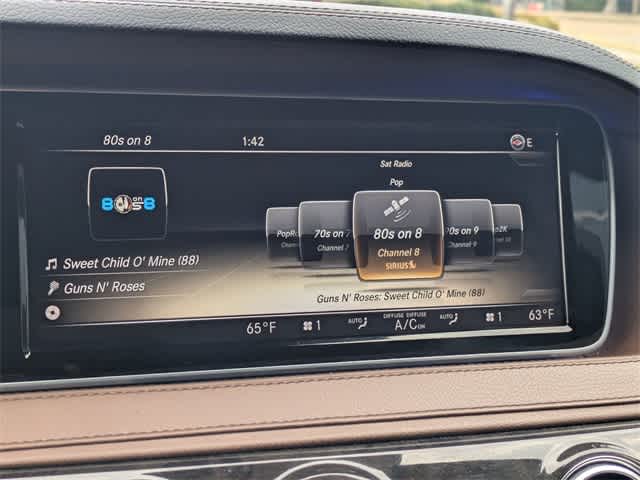 80s on 8
1:42
E
Sat Radio
Pop
80s on 8
70s on 7
Channel 7
80s on 8
Channel 8
SIRIUS
on 9
Channel 9
Sweet Child O' Mine (88)
Guns N' Roses
Guns N' Roses: Sweet Child O' Mine (88)
65°F
1
AUTO
DIFFUSE DIFFUSE
A/C ON
AUTO
1
63°F